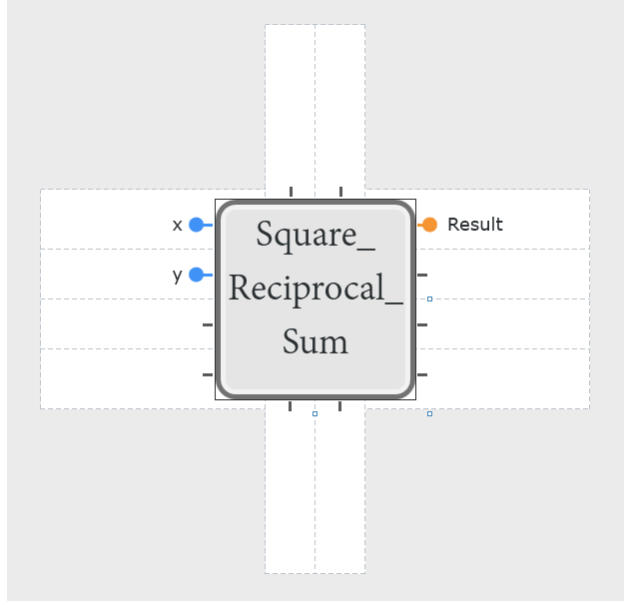 x
Square_
Result
y
Reciprocal_
Sum